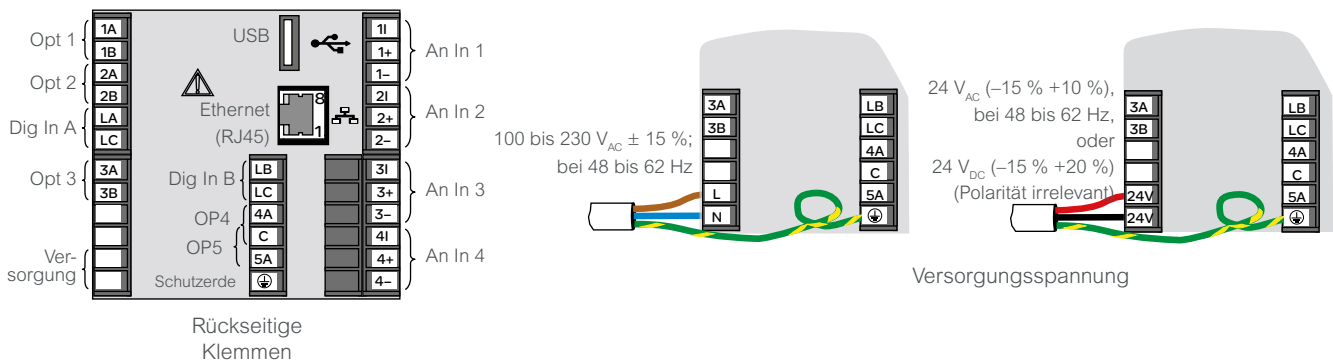 Opt 1
Opt 2
Dig In A
Opt 3
Ver-
sorgung
1A
1B
2A
2B
LA
LC
3A
3B
USB
Ethernet
(RJ45)
8
1
Dig In B
OP4
OP5
Schutzerde
LB
LC
4A
C
5A
1I
1+
1–
2I
2+
2–
3I
3+
3–
4I
4+
4–
An In 1
An In 2
An In 3
An In 4
Rückseitige
Klemmen
100 bis 230 VAC ± 15 %;
bei 48 bis 62 Hz
3A
3B
L
N
LB
LC
4A
C
5A
24 VAC (–15 % +10 %),
bei 48 bis 62 Hz,
oder
24 VDC (–15 % +20 %)
(Polarität irrelevant)
3A
3B
24V
24V
LB
LC
4A
C
5A
Versorgungsspannung